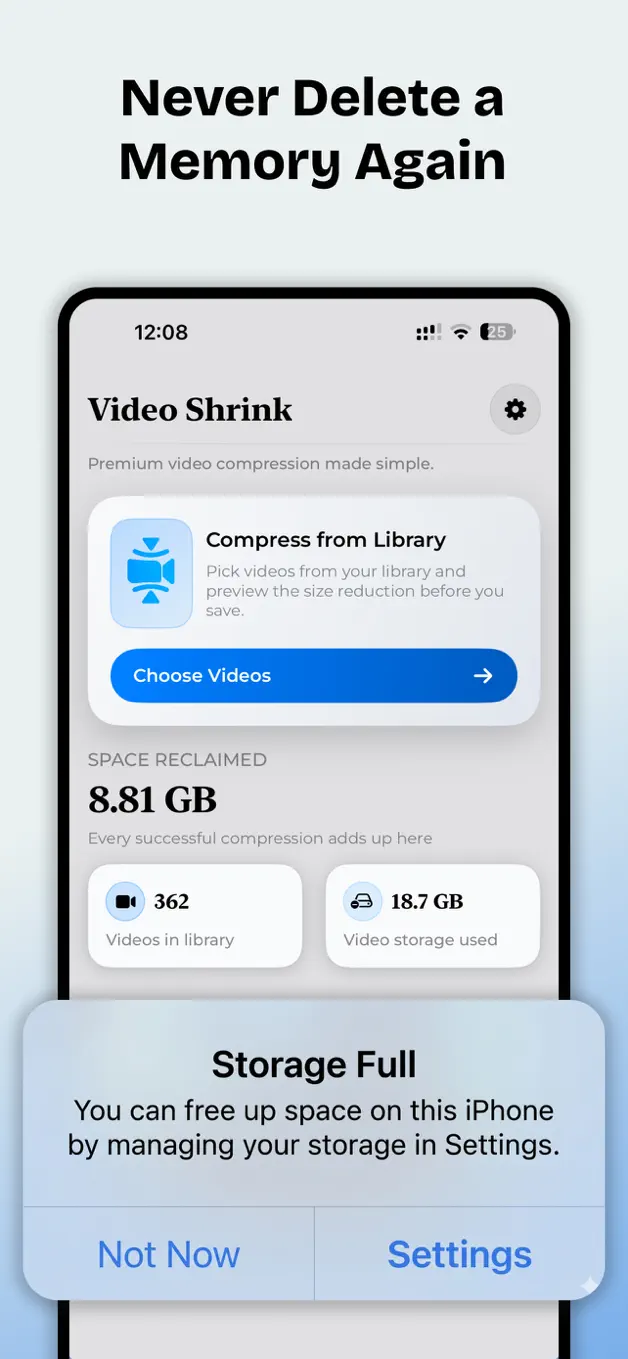 Never Delete a
Memory Again
12:08
25
Video Shrink
Premium video compression made simple.
Compress from Library
Pick videos from your library and
preview the size reduction before you
save.
Choose Videos
SPACE RECLAIMED
8.81 GB
Every successful compression adds up here
362
Videos in library
18.7 GB
Video storage used
Storage Full
You can free up space on this iPhone
by managing your storage in Settings.
Not Now
Settings